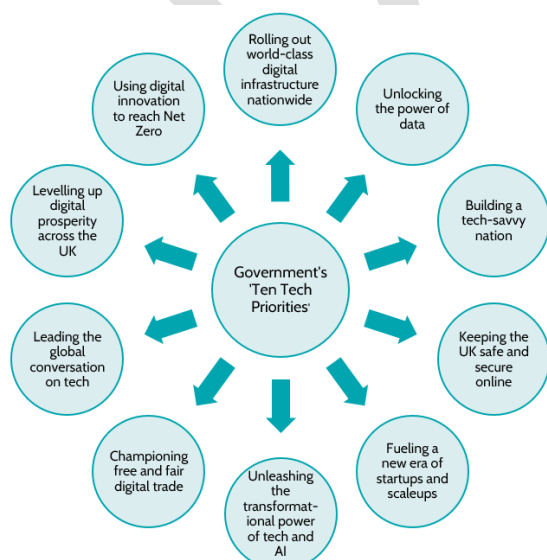 Rolling out
world-class
digital
infrastructure
nationwide
Unlocking
the power of
data
Building a
tech-savvy
nation
Keeping the
UK safe and
secure
online
Fueling a
new era of
startups and
scaleups
Unleashing
the
transformat-
ional power
of tech and
AI
Championing
free and fair
digital trade
Leading the
global
conversation
on tech
Levelling up
digital
prosperity
across the
UK
Using digital
innovation
to reach Net
Zero
Government's
'Ten Tech
Priorities'